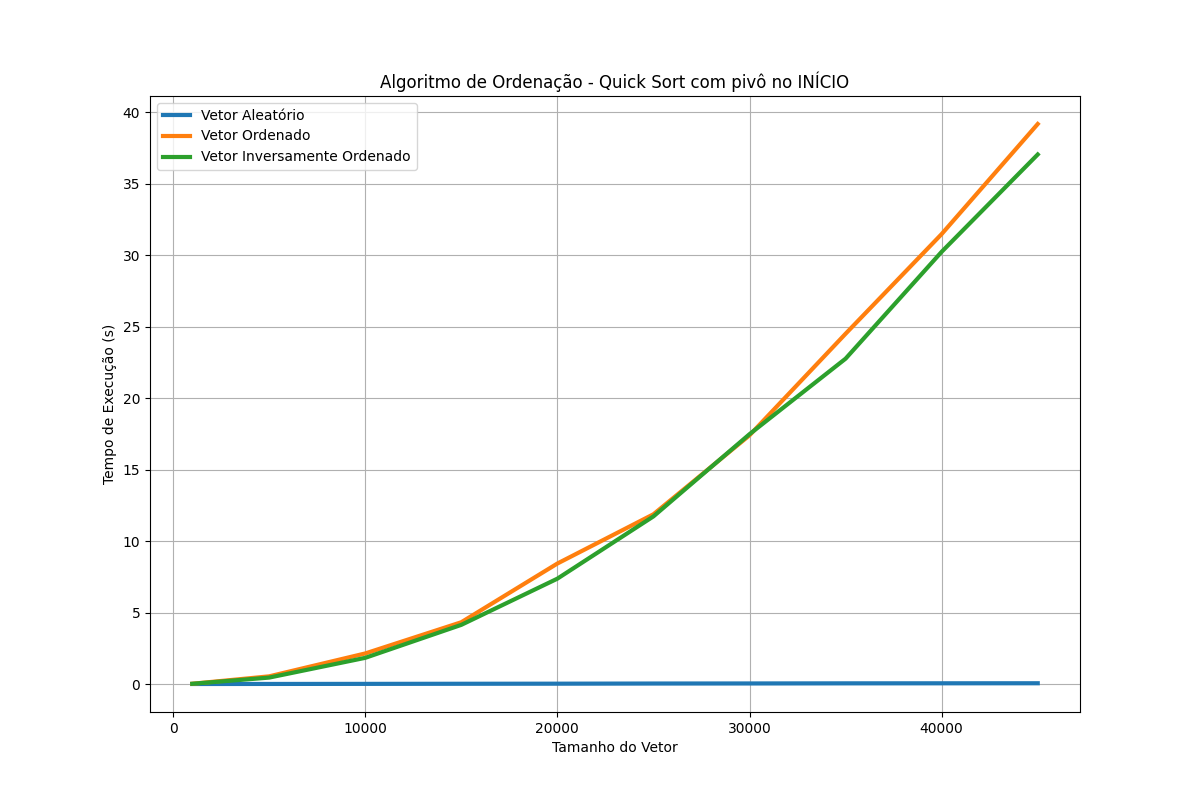 Algoritmo de Ordenação - Quick Sort com pivô no INÍCIO
Vetor Aleatório
Vetor Ordenado
Vetor Inversamente Ordenado
Tempo de Execução (s)
40
35
30
25
20
15
10
5
0
0 10000 20000 30000 40000
Tamanho do Vetor